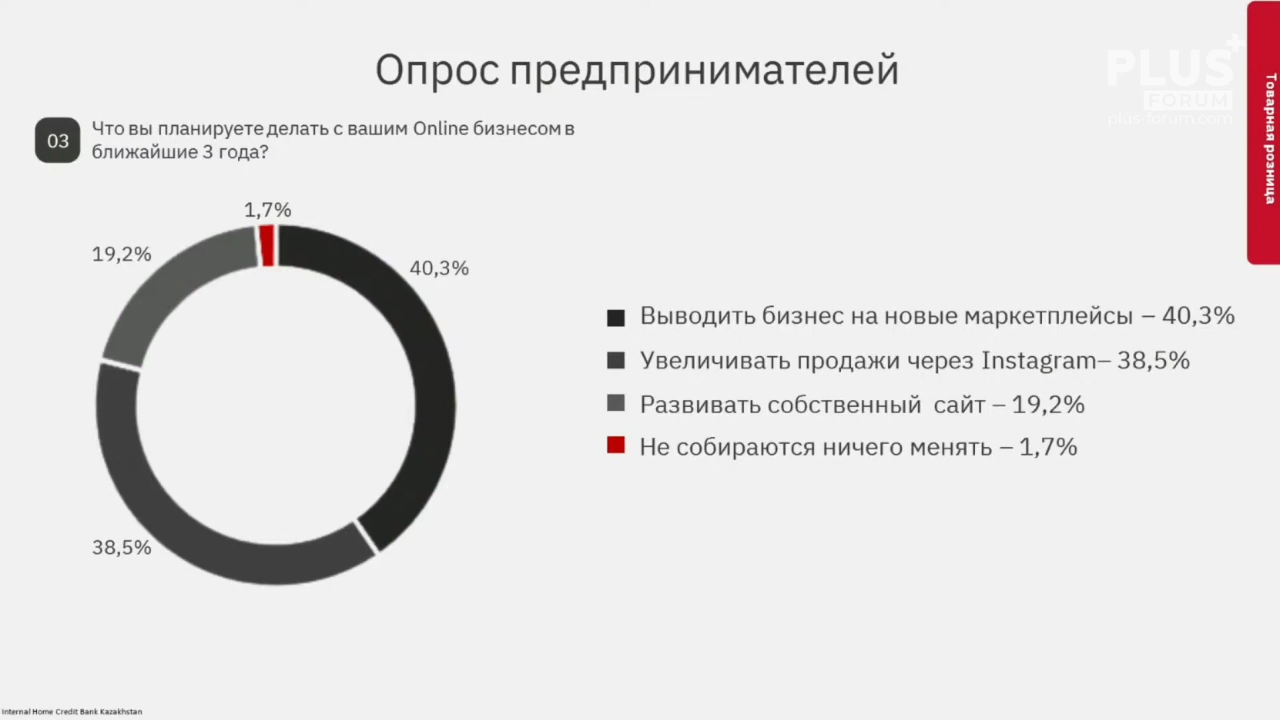 Опрос предпринимателей
PLUS+
FORUM
plus-forum.com
Товарная розница
03
Что вы планируете делать с вашим Online бизнесом в
ближайшие 3 года?
1,7%
19,2%
40,3%
38,5%
Выводить бизнес на новые маркетплейсы – 40,3%
Увеличивать продажи через Instagram– 38,5%
Развивать собственный сайт – 19,2%
Не собираются ничего менять – 1,7%
Internal Home Credit Bank Kazakhstan